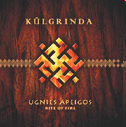 KŪLGRINDA
UGNIES APEIGOS
RITE OF FIRE